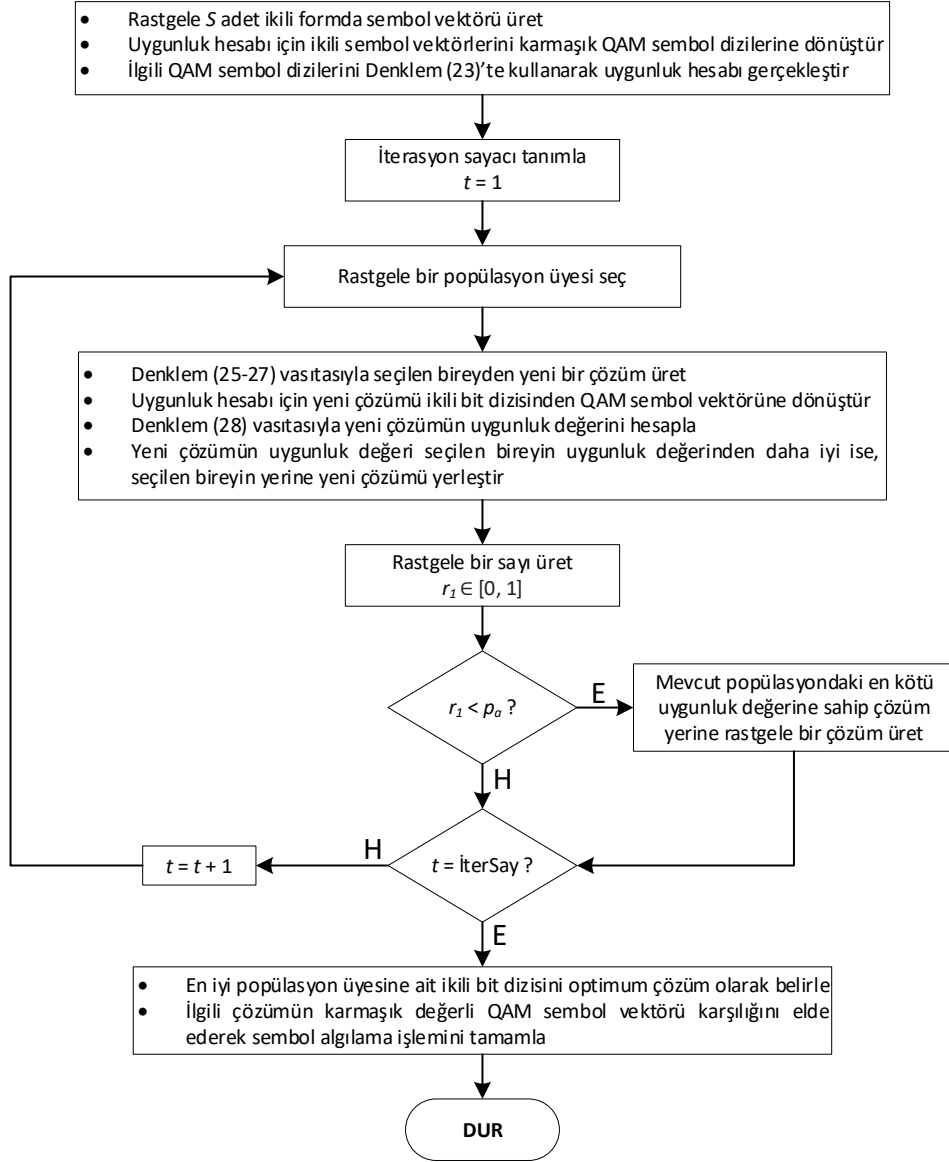 • Rastgele S adet ikili formda sembol vektörü üret
• Uygunluk hesabı için ikili sembol vektörlerini karmaşık QAM sembol dizilerine dönüştür
• İlgili QAM sembol dizilerini Denklem (23)'te kullanarak uygunluk hesabı gerçekleştir
İterasyon sayacı tanımla
t = 1
Rastgele bir popülasyon üyesi seç
• Denklem (25-27) vasıtasıyla seçilen bireyden yeni bir çözüm üret
• Uygunluk hesabı için yeni çözümü ikili bit dizisinden QAM sembol vektörüne dönüştür
• Denklem (28) vasıtasıyla yeni çözümün uygunluk değerini hesapla
• Yeni çözümün uygunluk değeri seçilen bireyin uygunluk değerinden daha iyi ise,
seçilen bireyin yerine yeni çözümü yerleştir
Rastgele bir sayı üret
r₁ ∈ [0, 1]
r₁ < pₐ ?
E
Mevcut popülasyondaki en kötü
uygunluk değerine sahip çözüm
yerine rastgele bir çözüm üret
H
t = İterSay ?
H
t = t + 1
E
• En iyi popülasyon üyesine ait ikili bit dizisini optimum çözüm olarak belirle
• İlgili çözümün karmaşık değerli QAM sembol vektörü karşılığını elde
ederek sembol algılama işlemini tamamla
DUR